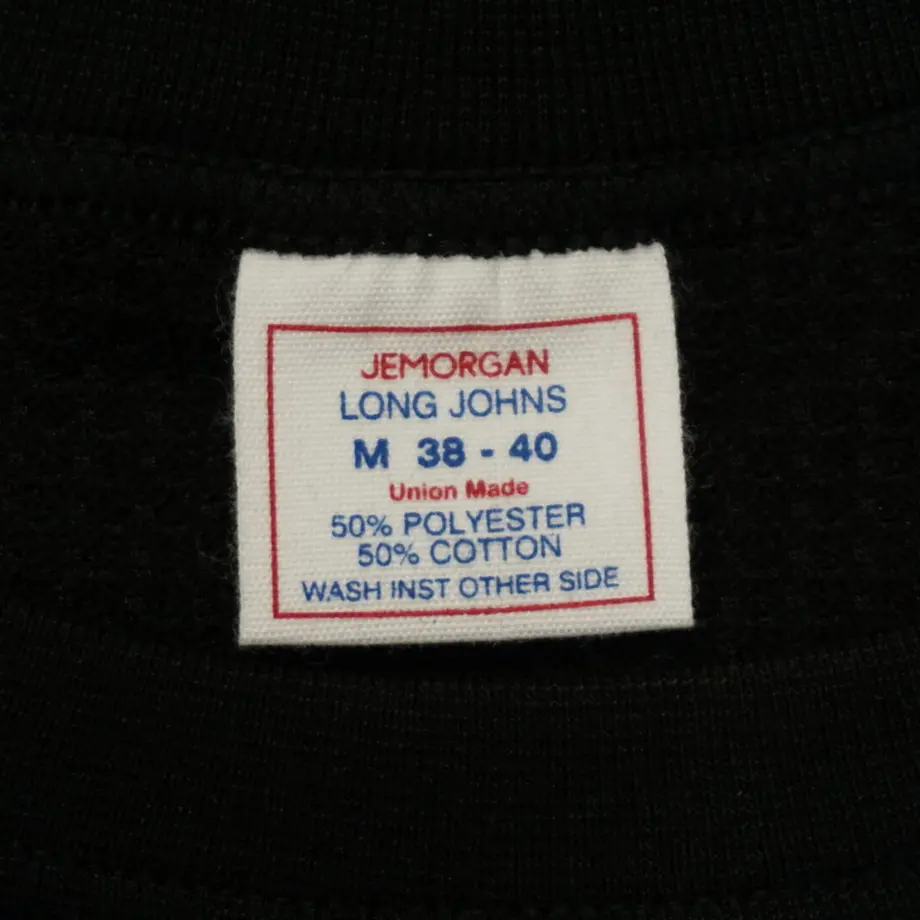 JEMORGAN
LONG JOHNS
M 38 - 40
Union Made
50% POLYESTER
50% COTTON
WASH INST OTHER SIDE